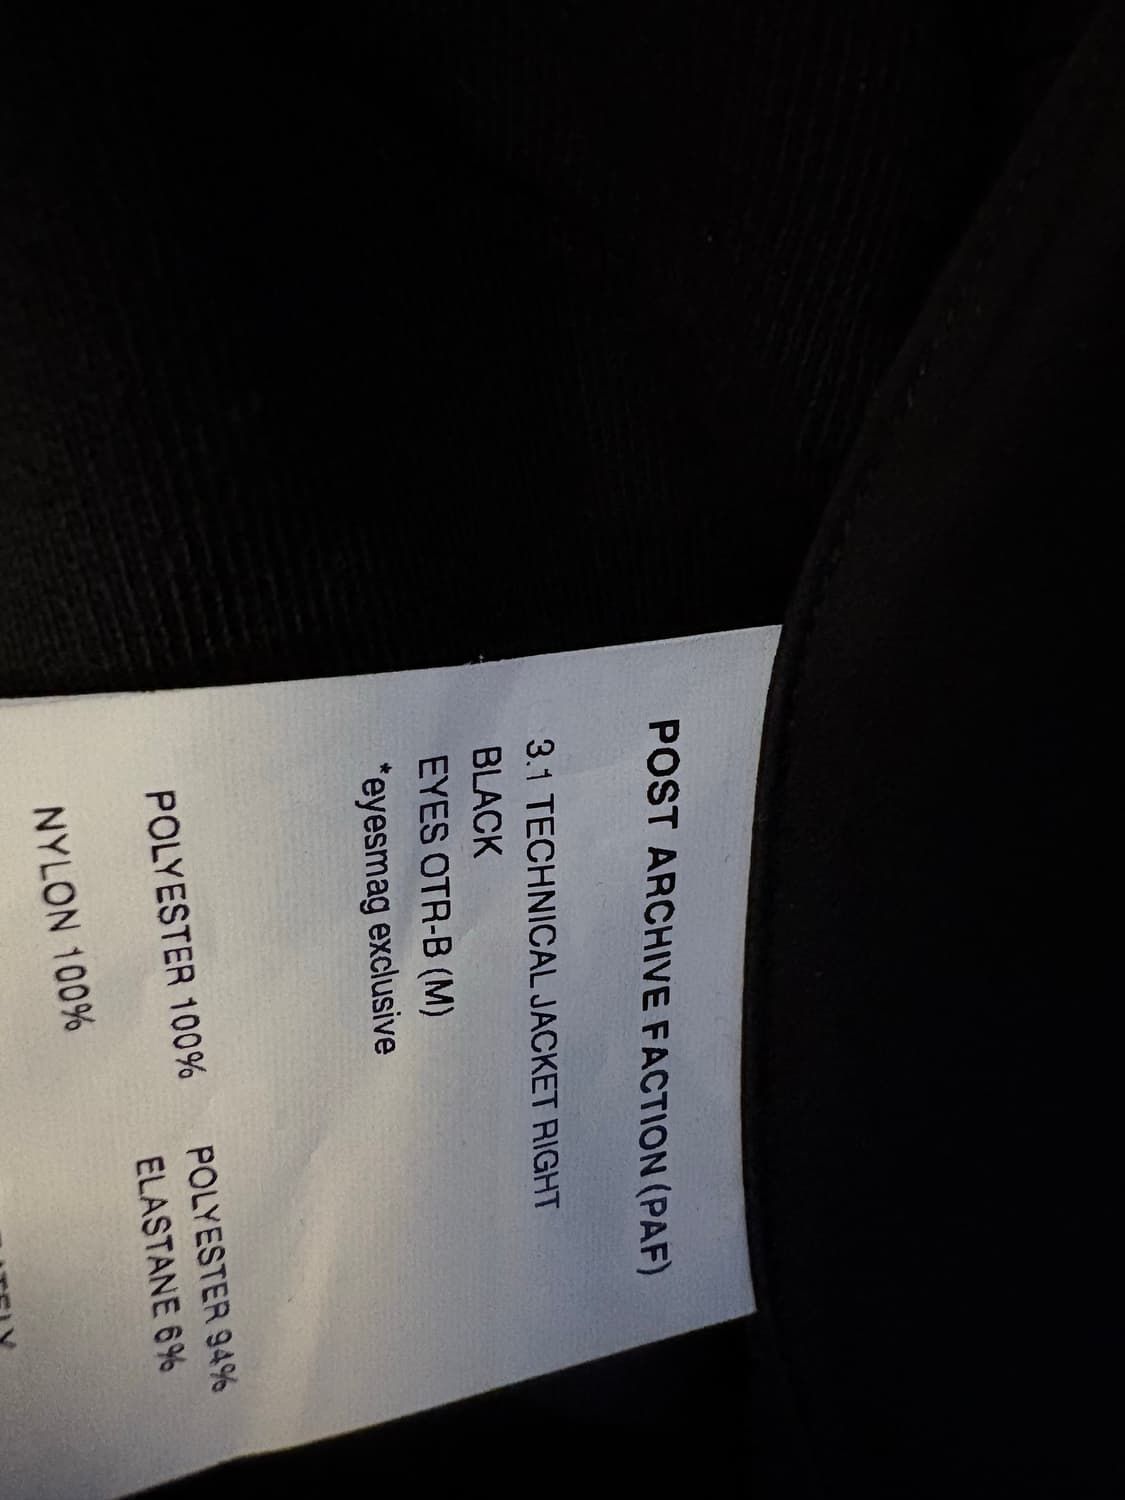 POST ARCHIVE FACTION (PAF)
3.1 TECHNICAL JACKET RIGHT
BLACK
EYES OTR-B (M)
*eyesmag exclusive
POLYESTER 94%
POLYESTER 100%
ELASTANE 6%
NYLON 100%